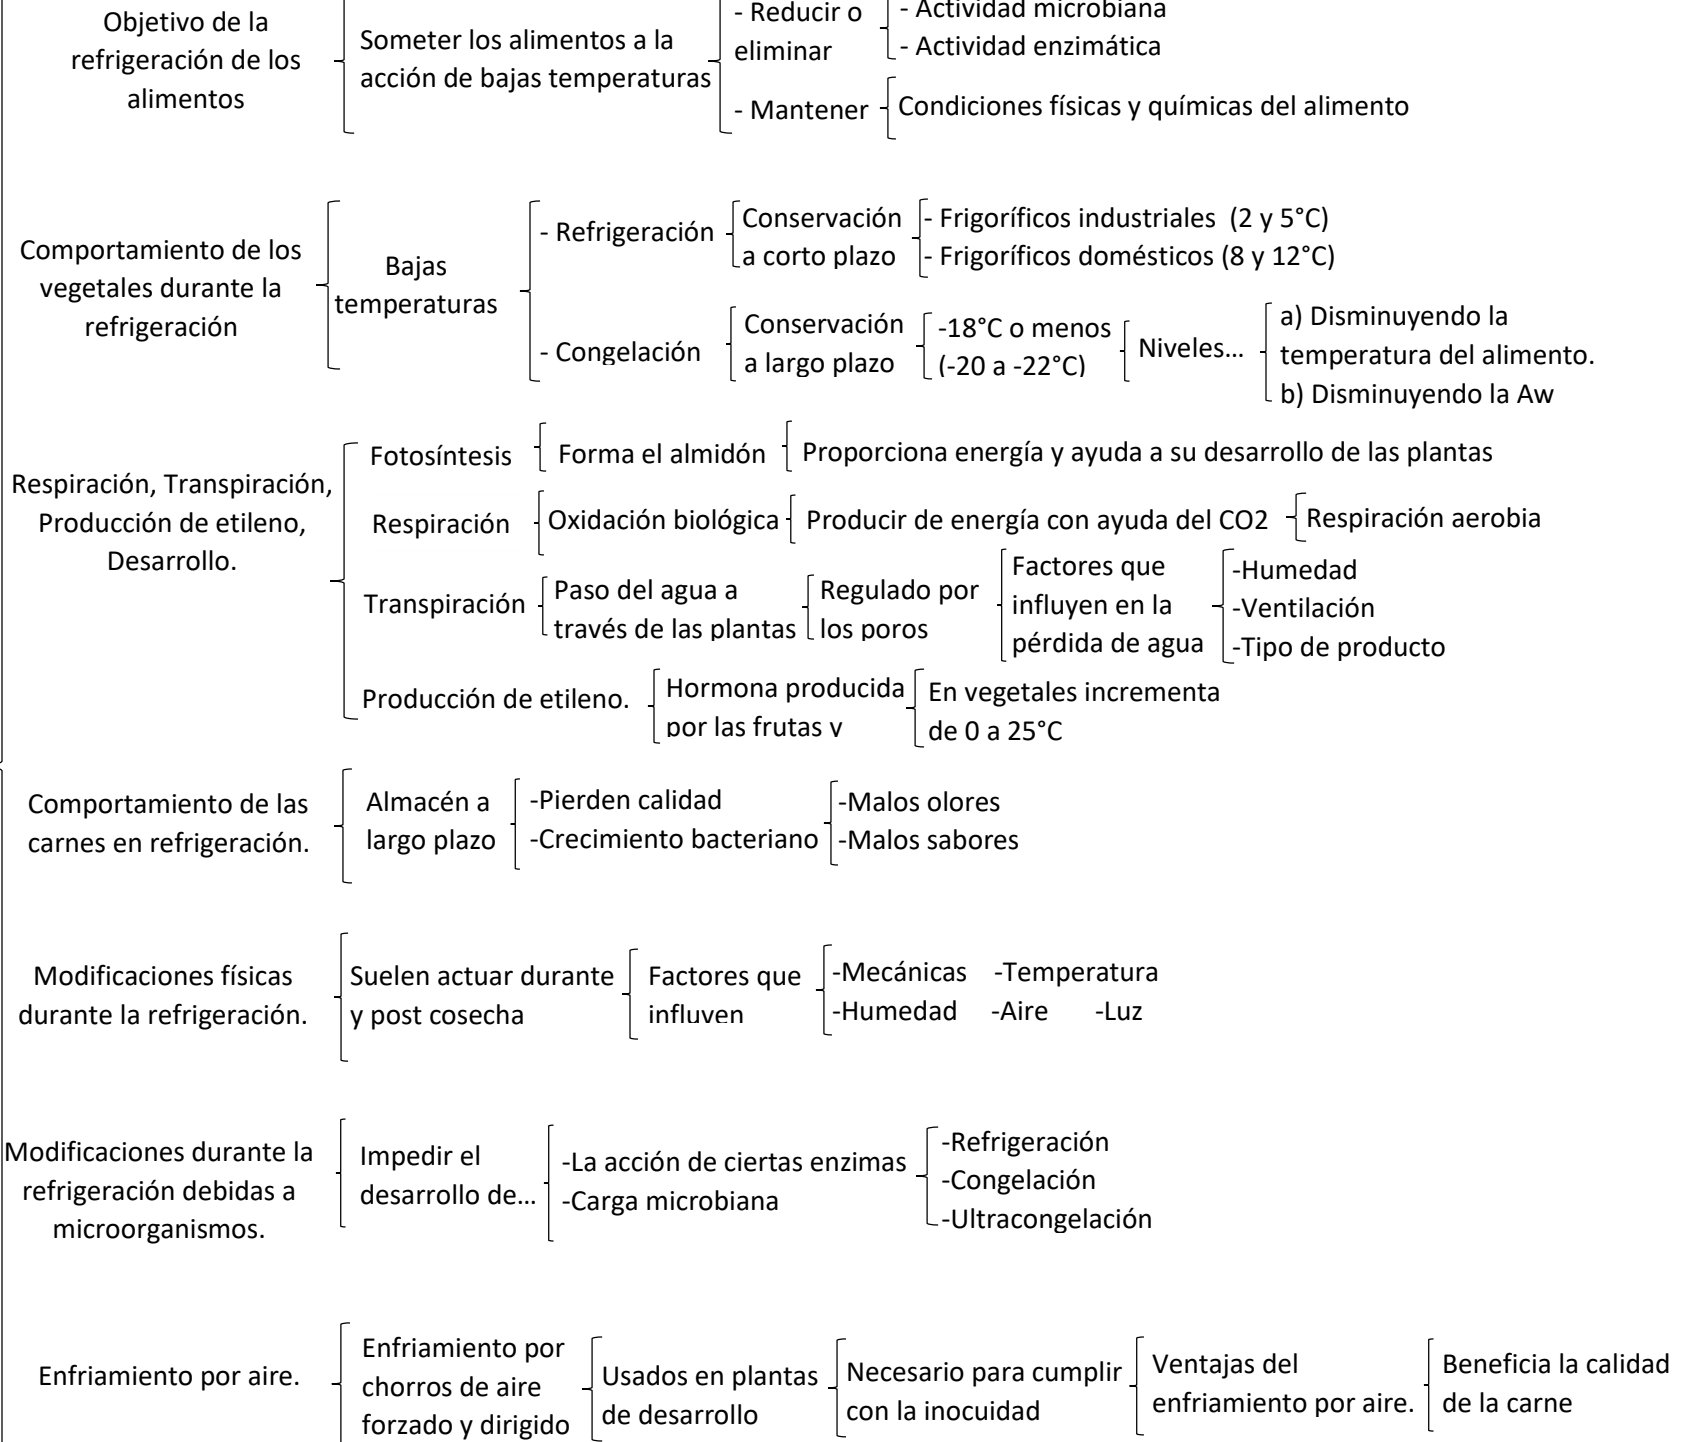 Objetivo de la
refrigeración de los
alimentos
Someter los alimentos a la
acción de bajas temperaturas
- Reducir o
eliminar
- Actividad microbiana
- Actividad enzimática
- Mantener
Condiciones físicas y químicas del alimento
Comportamiento de los
vegetales durante la
refrigeración
Bajas
temperaturas
- Refrigeración
Conservación
a corto plazo
- Frigoríficos industriales (2 y 5°C)
- Frigoríficos domésticos (8 y 12°C)
- Congelación
Conservación
a largo plazo
-18°C o menos
(-20 a -22°C)
Niveles...
a) Disminuyendo la
temperatura del alimento.
b) Disminuyendo la Aw
Respiración, Transpiración,
Producción de etileno,
Desarrollo.
Fotosíntesis
Forma el almidón
Proporciona energía y ayuda a su desarrollo de las plantas
Respiración
Oxidación biológica
Producir de energía con ayuda del CO2
Respiración aerobia
Transpiración
Paso del agua a
través de las plantas
Regulado por
los poros
Factores que
influyen en la
pérdida de agua
-Humedad
-Ventilación
-Tipo de producto
Producción de etileno.
Hormona producida
por las frutas y
En vegetales incrementa
de 0 a 25°C
Comportamiento de las
carnes en refrigeración.
Almacén a
largo plazo
-Pierden calidad
-Crecimiento bacteriano
-Malos olores
-Malos sabores
Modificaciones físicas
durante la refrigeración.
Suelen actuar durante
y post cosecha
Factores que
influyen
-Mecánicas -Temperatura
-Humedad -Aire -Luz
Modificaciones durante la
refrigeración debidas a
microorganismos.
Impedir el
desarrollo de...
-La acción de ciertas enzimas
-Carga microbiana
-Refrigeración
-Congelación
-Ultracongelación
Enfriamiento por aire.
Enfriamiento por
chorros de aire
forzado y dirigido
Usados en plantas
de desarrollo
Necesario para cumplir
con la inocuidad
Ventajas del
enfriamiento por aire.
Beneficia la calidad
de la carne